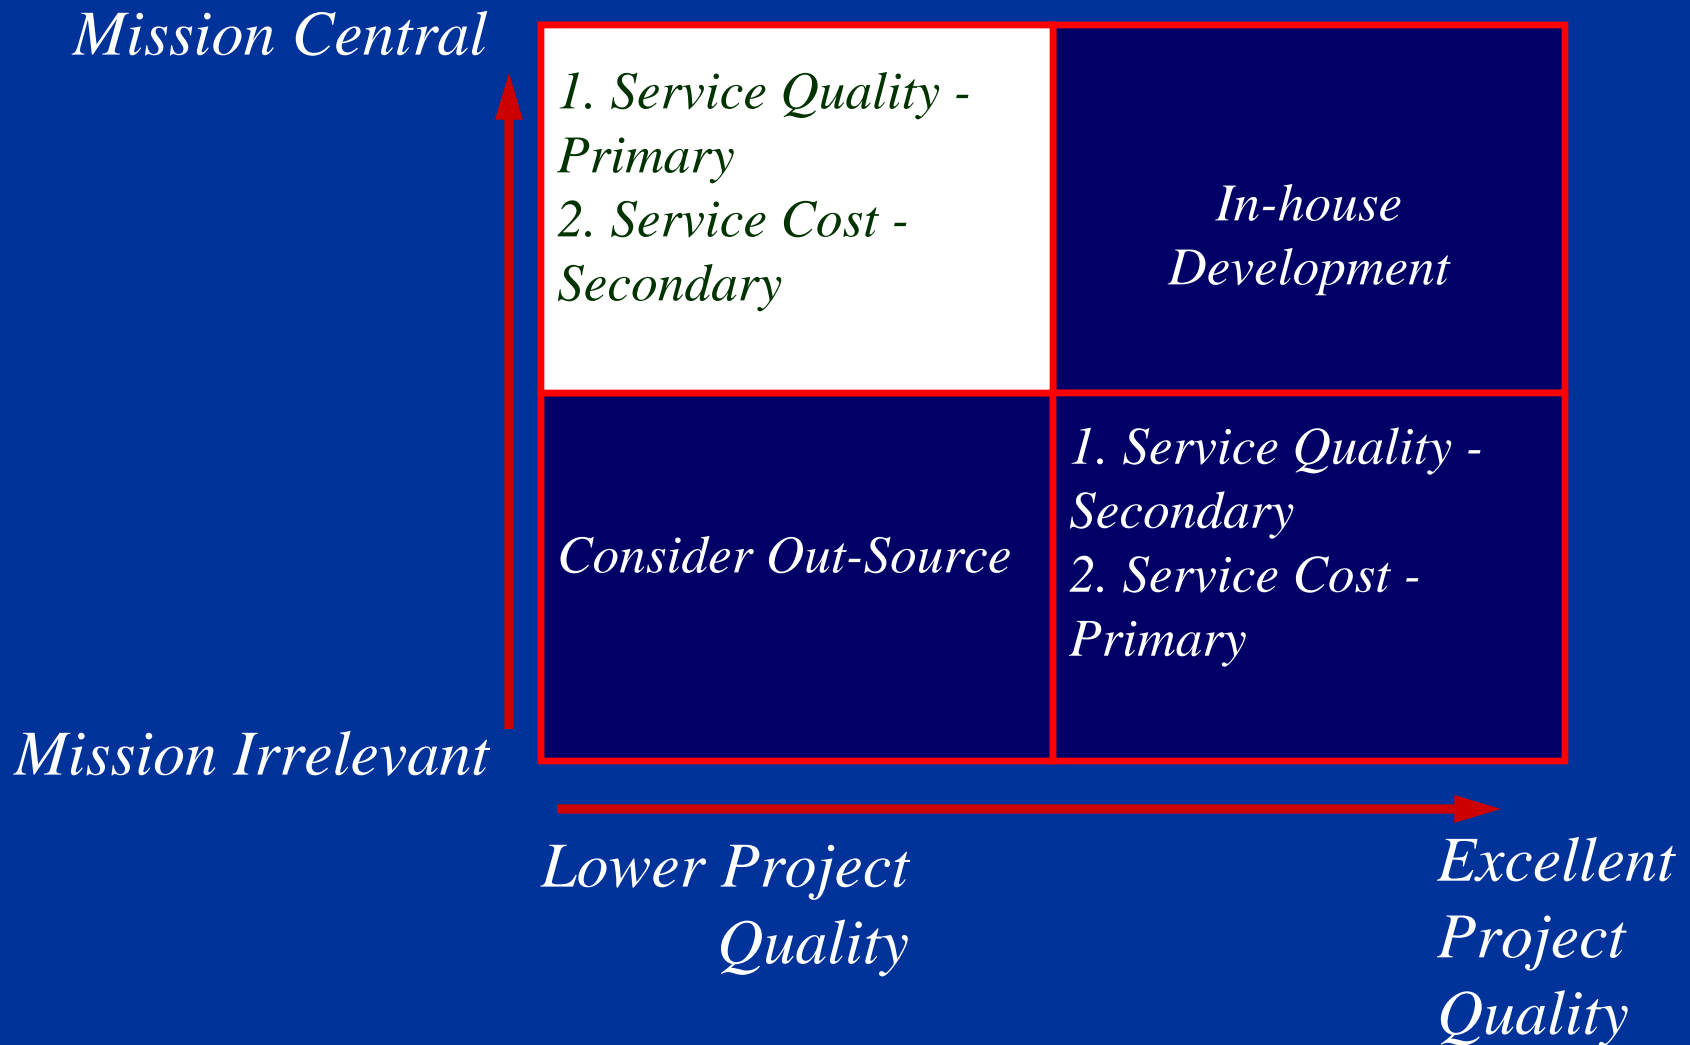 Mission Central
1. Service Quality -
Primary
2. Service Cost -
Secondary
In-house
Development
Consider Out-Source
1. Service Quality -
Secondary
2. Service Cost -
Primary
Mission Irrelevant
Lower Project
Quality
Excellent
Project
Quality